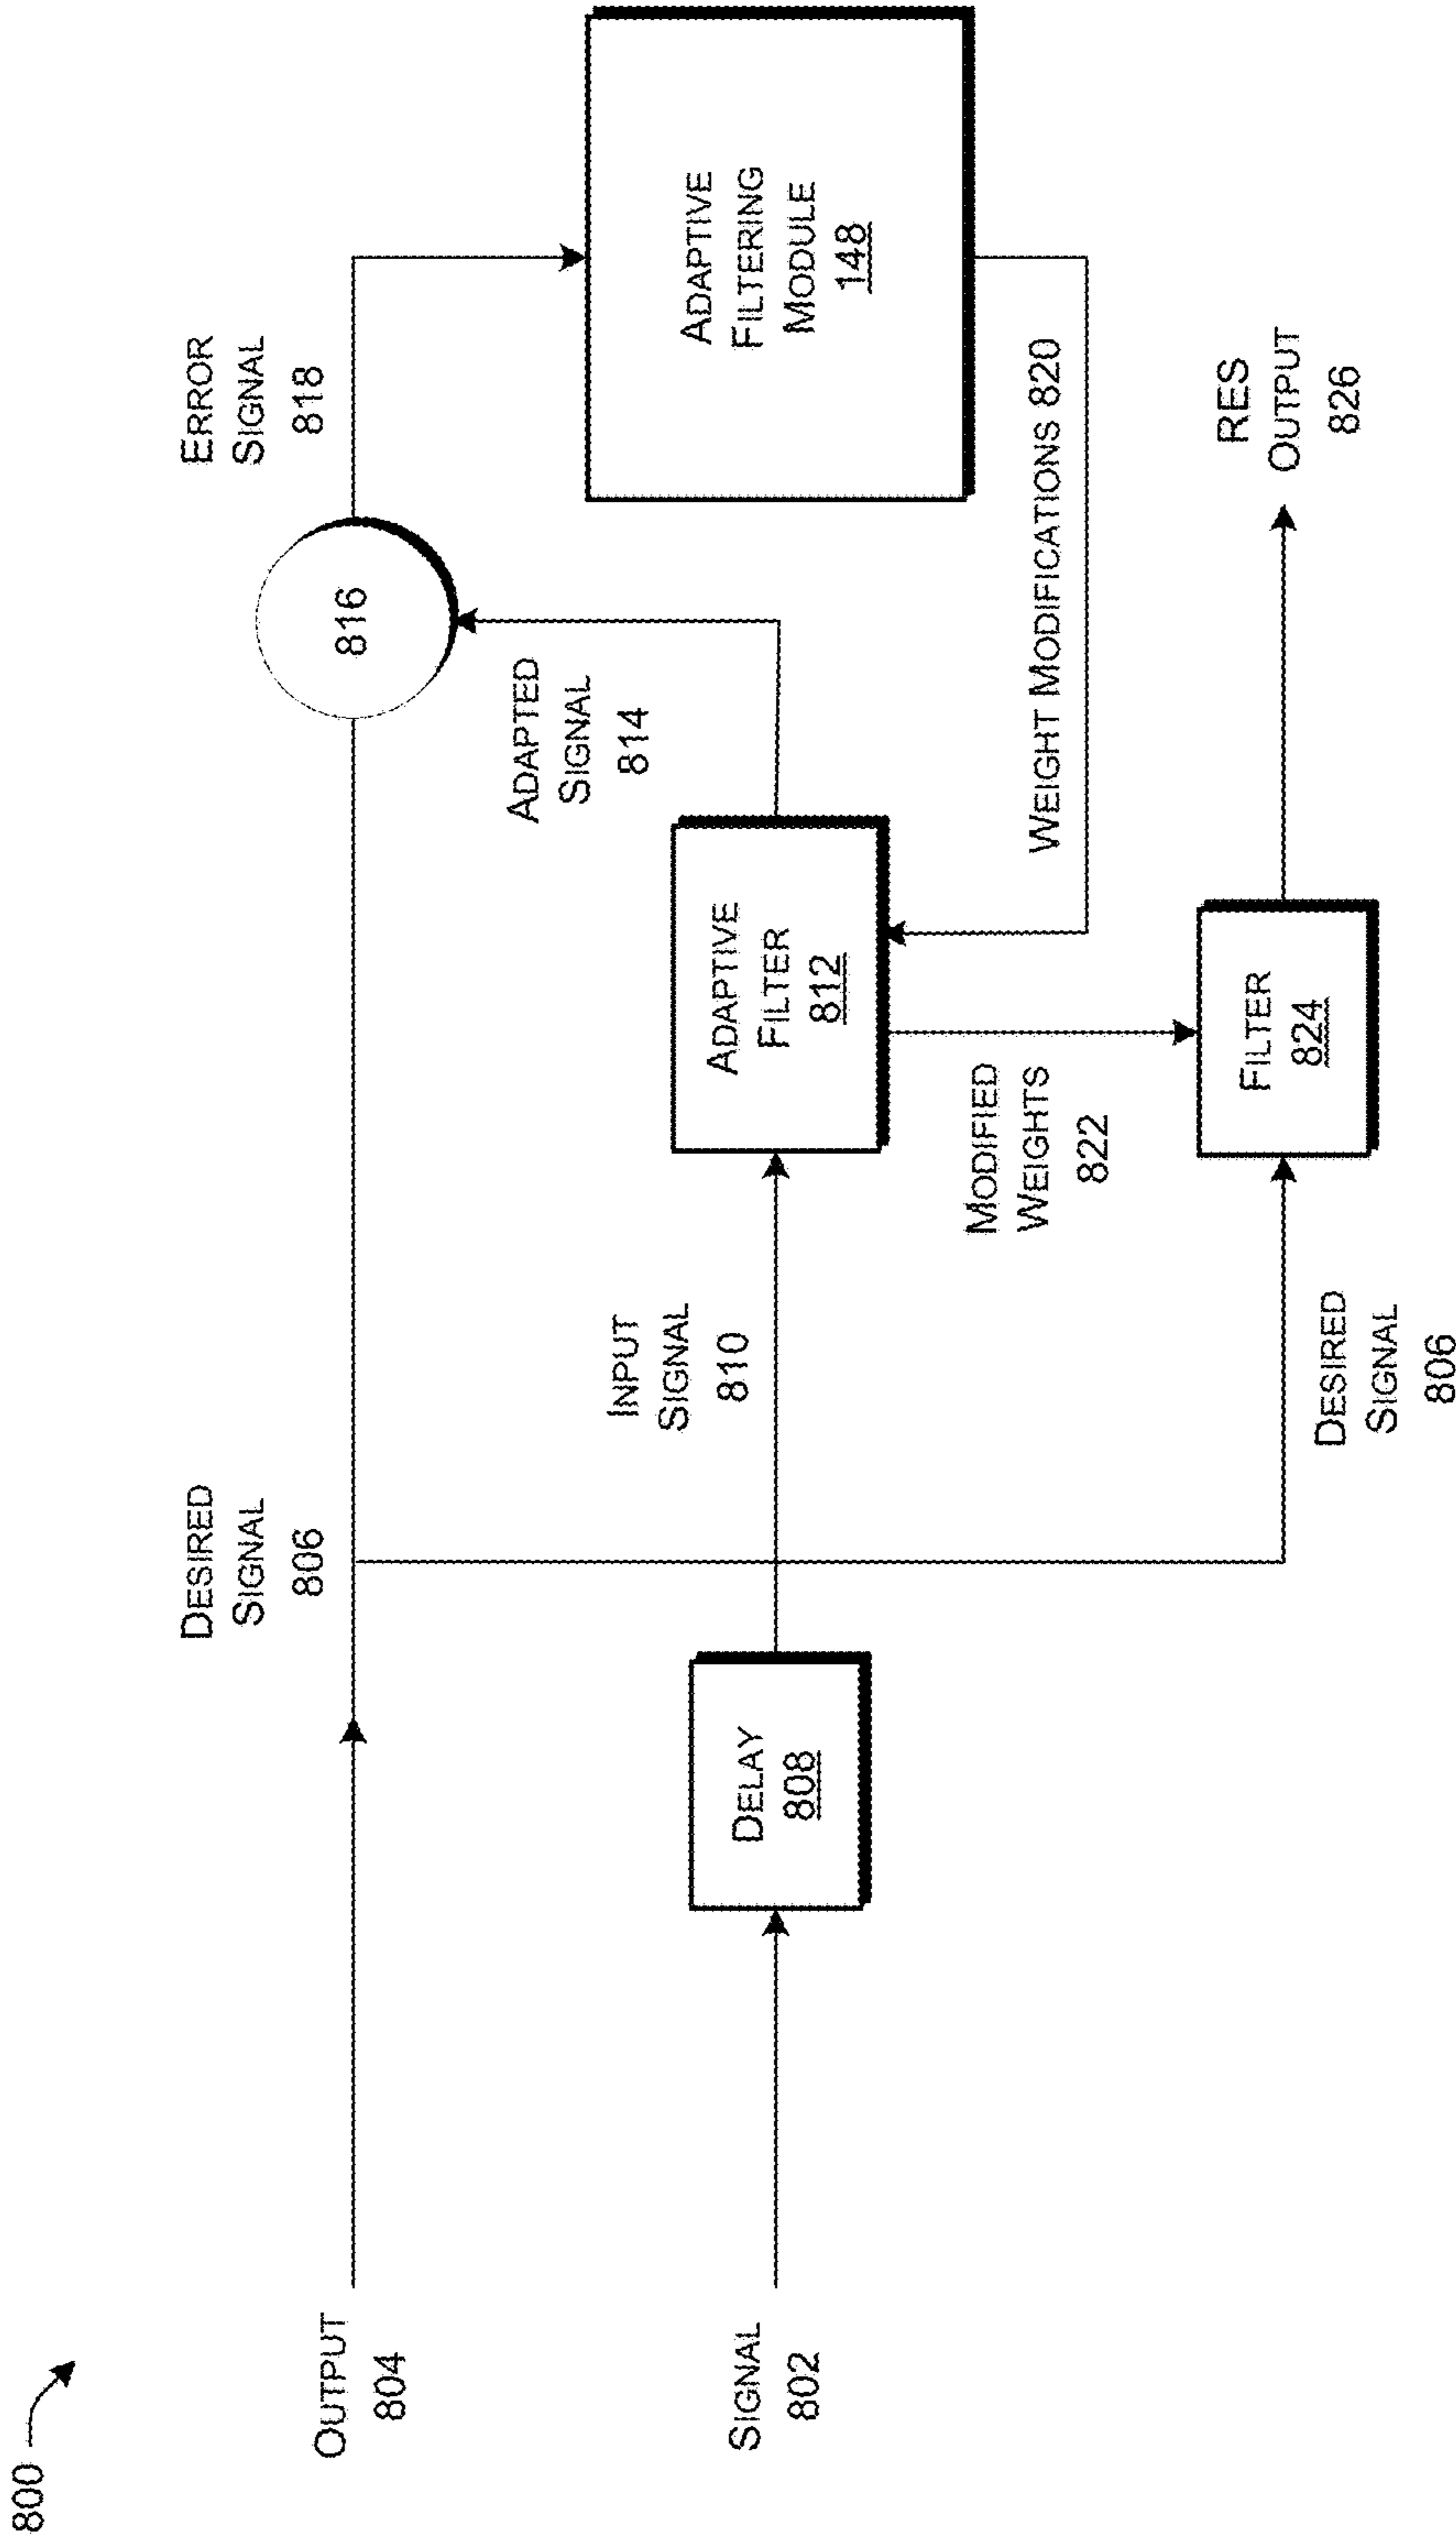 800
OUTPUT
804
DESIRED
SIGNAL
806
ERROR
SIGNAL
818
816
ADAPTED
SIGNAL
814
ADAPTIVE
FILTERING
MODULE
148
SIGNAL
802
DELAY
808
INPUT
SIGNAL
810
ADAPTIVE
FILTER
812
WEIGHT MODIFICATIONS 820
MODIFIED
WEIGHTS
822
DESIRED
SIGNAL
806
FILTER
824
RES
OUTPUT
826